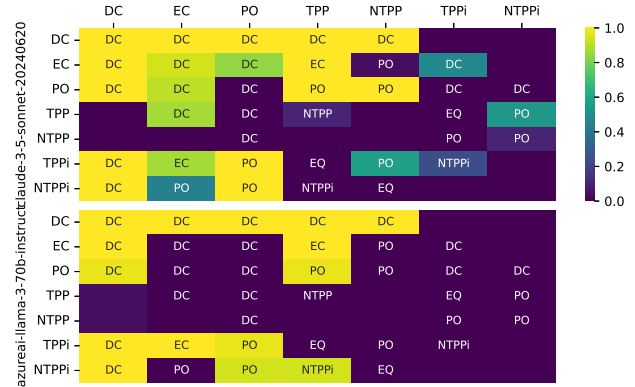 DC EC PO TPP NTPP TPPi NTPPi
claude-3-5-sonnet-20240620
DC DC DC DC DC DC
EC DC DC DC EC PO DC
PO DC DC DC PO PO DC DC
TPP DC DC NTPP EQ PO
NTPP DC PO PO
TPPi DC EC PO EQ PO NTPPi
NTPPi DC PO PO NTPPi EQ
azureai-llama-3-70b-instruct
DC DC DC DC DC DC
EC DC DC DC EC PO DC
PO DC DC DC PO PO DC DC
TPP DC DC NTPP EQ PO
NTPP DC PO PO
TPPi DC EC PO EQ PO NTPPi
NTPPi DC PO PO NTPPi EQ
1.0
0.8
0.6
0.4
0.2
0.0